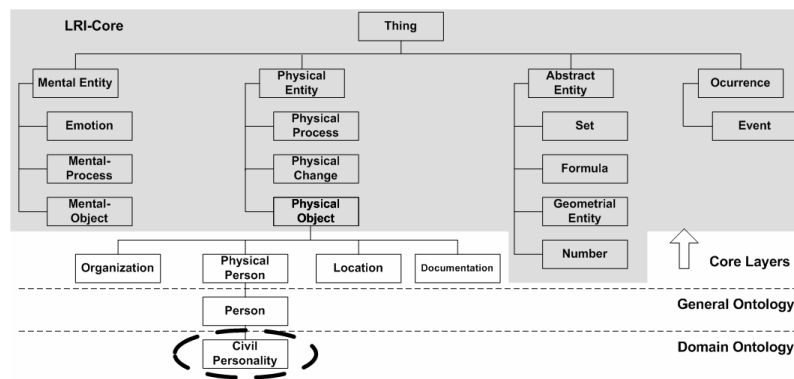 LRI-Core
Thing
Mental Entity
Physical
Entity
Abstract
Entity
Ocurrence
Emotion
Physical
Process
Set
Event
Mental-
Process
Physical
Change
Formula
Mental-
Object
Physical
Object
Geometrial
Entity
Organization
Physical
Person
Location
Documentation
Number
Core Layers
Person
General Ontology
Civil
Personality
Domain Ontology